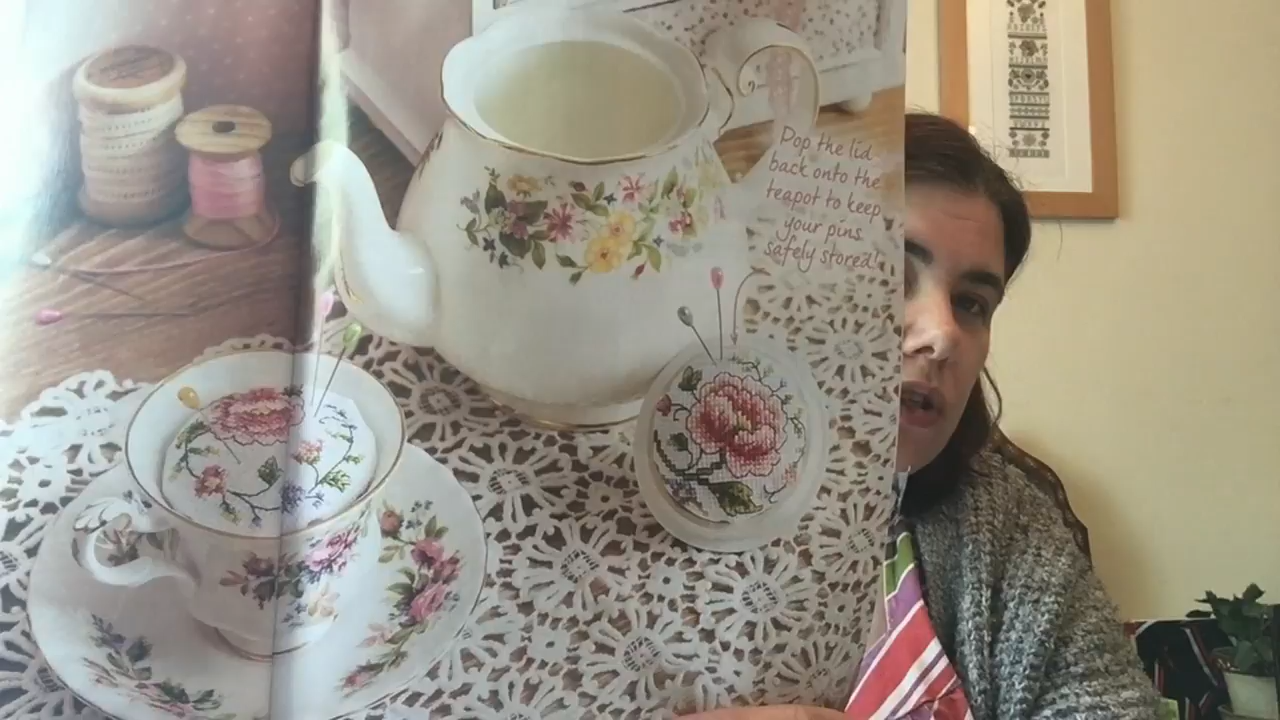 Pop the lid
back onto the
teapot to keep
your pins
safely stored!